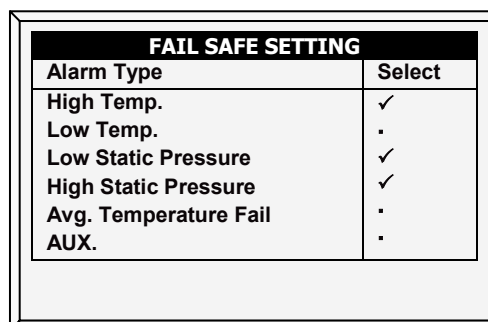 FAIL SAFE SETTING
Alarm Type Select
High Temp. ✓
Low Temp. ▪
Low Static Pressure ✓
High Static Pressure ✓
Avg. Temperature Fail ▪
AUX. ▪